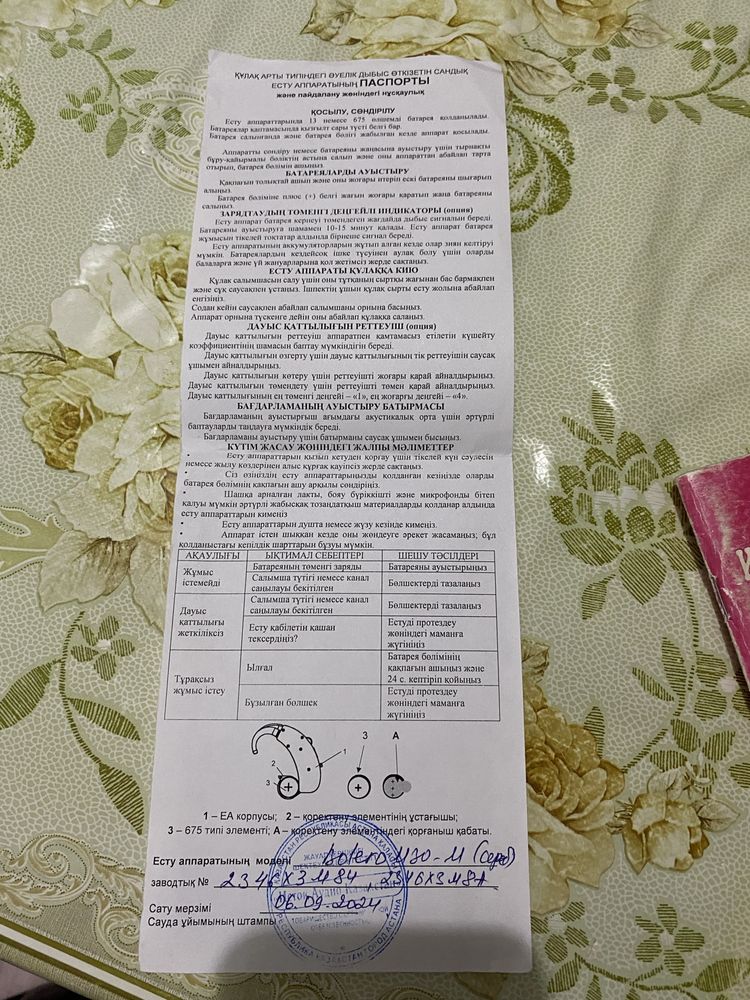 ҚҰЛАҚ АРТЫ ТИПІНДЕГІ ӘУЕЛІК ДЫБЫС ӨТКІЗЕТІН САНДЫҚ
ЕСТУ АППАРАТЫНЫҢ ПАСПОРТЫ
және пайдалану жөніндегі нұсқаулық
ҚОСЫЛУ, СӨНДІРІЛУ
Есту аппараттарында 13 немесе 675 өлшемді батарея қолданылады.
Батареялар қаптамасында қызғылт сары түсті белгі бар.
Батарея салынғанда және батарея бөлігі жабылған кезде аппарат қосылады.
Аппаратты сөндіру немесе батареяны жаңасына ауыстыру үшін тырнақты
бұру-қайырмалы бөліктің астына салып және оны аппараттан абайлап тарта
отырып, батарея бөлімін ашыңыз.
БАТАРЕЯЛАРДЫ АУЫСТЫРУ
Қақпағын толықтай ашып және оны жоғары итеріп ескі батареяны шығарып
алыңыз.
Батарея бөліміне плюс (+) белгі жағын жоғары қаратып жаңа батареяны
салыңыз.
ЗАРЯДТАУДЫҢ ТӨМЕНГІ ДЕҢГЕЙЛІ ИНДИКАТОРЫ (опция)
Есту аппарат батарея кернеуі төмендеген жағдайда дыбыс сигналын береді.
Батареяны ауыстыруға шамамен 10-15 минут қалады. Есту аппарат батарея
жұмысын тікелей тоқтатар алдында бірнеше сигнал береді.
Есту аппаратының аккумуляторларын жұтып алған кезде олар зиян келтіруі
мүмкін. Батареялардың кездейсоқ ішке түсуінен аулақ болу үшін оларды
балаларға және үй жануарларына қол жетімсіз жерде сақтаңыз.
ЕСТУ АППАРАТЫ ҚҰЛАҚҚА КИЮ
Құлақ салымшасын салу үшін оны тұтқаның сыртқы жағынан бас бармақпен
және сұқ саусақпен ұстаңыз. Ішпектің ұшын құлақ сырты есту жолына абайлап
енгізіңіз.
Содан кейін саусақпен абайлап салымшаны орнына басыңыз.
Аппарат орнына түскенге дейін оны абайлап құлаққа салаңыз.
ДАУЫС ҚАТТЫЛЫҒЫН РЕТТЕУІШ (опция)
Дауыс қаттылығын реттеуіш аппаратпен қамтамасыз етілетін күшейту
коэффициентінің шамасын баптау мүмкіндігін береді.
Дауыс қаттылығын өзгерту үшін дауыс қаттылығының тік реттеуішін саусақ
ұшымен айналдырыңыз.
Дауыс қаттылығын көтеру үшін реттеуішті жоғары қарай айналдырыңыз.
Дауыс қаттылығын төмендету үшін реттеуішті төмен қарай айналдырыңыз.
Дауыс қаттылығының ең төменгі деңгейі – «1», ең жоғарғы деңгейі – «4».
БАҒДАРЛАМАНЫҢ АУЫСТЫРУ БАТЫРМАСЫ
Бағдарламаның ауыстырғыш ағымдағы акустикалық орта үшін әртүрлі
баптауларды таңдауға мүмкіндік береді.
Бағдарламаны ауыстыру үшін батырманы саусақ ұшымен бысыңыз.
КҮТІМ ЖАСАУ ЖӨНІНДЕГІ ЖАЛПЫ МӘЛІМЕТТЕР
• Есту аппараттарын қызып кетуден қорғау үшін тікелей күн сәулесін
немесе жылу көздерінен алыс құрғақ қауіпсіз жерде сақтаңыз.
• Сіз өзіңіздің есту аппараттарыңызды қолданған кезіңізде оларды
батарея бөлімнің қақпағын ашу арқылы сөндіріңіз.
• Шашқа арналған лакты, бояу бүріккішті және микрофонды бітеп
қалуы мүмкін әртүрлі жабысқақ тозаңдатқыш материалдарды қолданар алдында
есту аппараттарын кимеңіз
• Есту аппараттарын душта немесе жүзу кезінде кимеңіз.
• Аппарат істен шыққан кезде оны жөндеуге әрекет жасамаңыз; бұл
қолданыстағы кепілдік шарттарын бұзуы мүмкін.
АҚАУЛЫҒЫ ЫҚТИМАЛ СЕБЕПТЕРІ ШЕШУ ТӘСІЛДЕРІ
Жұмыс істемейді Батареяның төменгі заряды Батареяны ауыстырыңыз
Салымша түтігі немесе канал саңылауы бекітілген Бөлшектерді тазалаңыз
Дауыс қаттылығы жеткіліксіз Салымша түтігі немесе канал саңылауы бекітілген Бөлшектерді тазалаңыз
Есту қабілетін қашан тексердіңіз? Естуді протездеу жөніндегі маманға жүгініңіз
Тұрақсыз жұмыс істеу Ылғал Батарея бөлімінің қақпағын ашыңыз және 24 с. кептіріп қойыңыз
Бұзылған бөлшек Естуді протездеу жөніндегі маманға жүгініңіз
1
2
3
3
А
1 – ЕА корпусы; 2 – қоректену элементінің ұстағышы;
3 – 675 типі элементі; А – қоректену элементіндегі қорғаныш қабаты.
Есту аппаратының моделі
заводтық № 2346X3M84 2346X3M84
Сату мерзімі 06.09.2024
Сауда ұйымының штампы